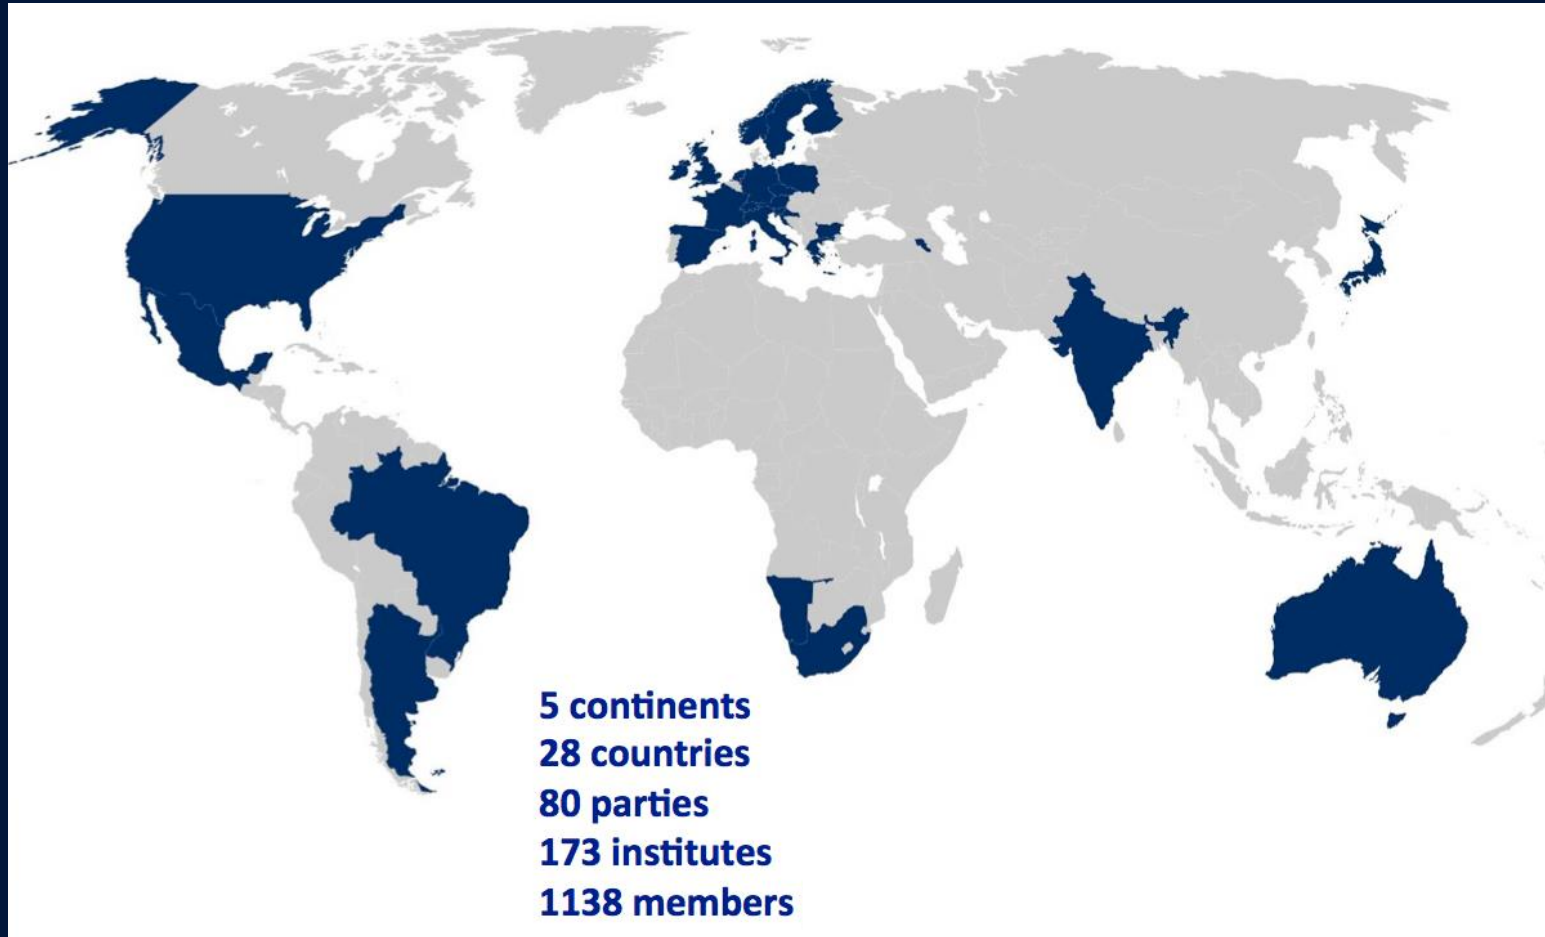 5 continents
28 countries
80 parties
173 institutes
1138 members